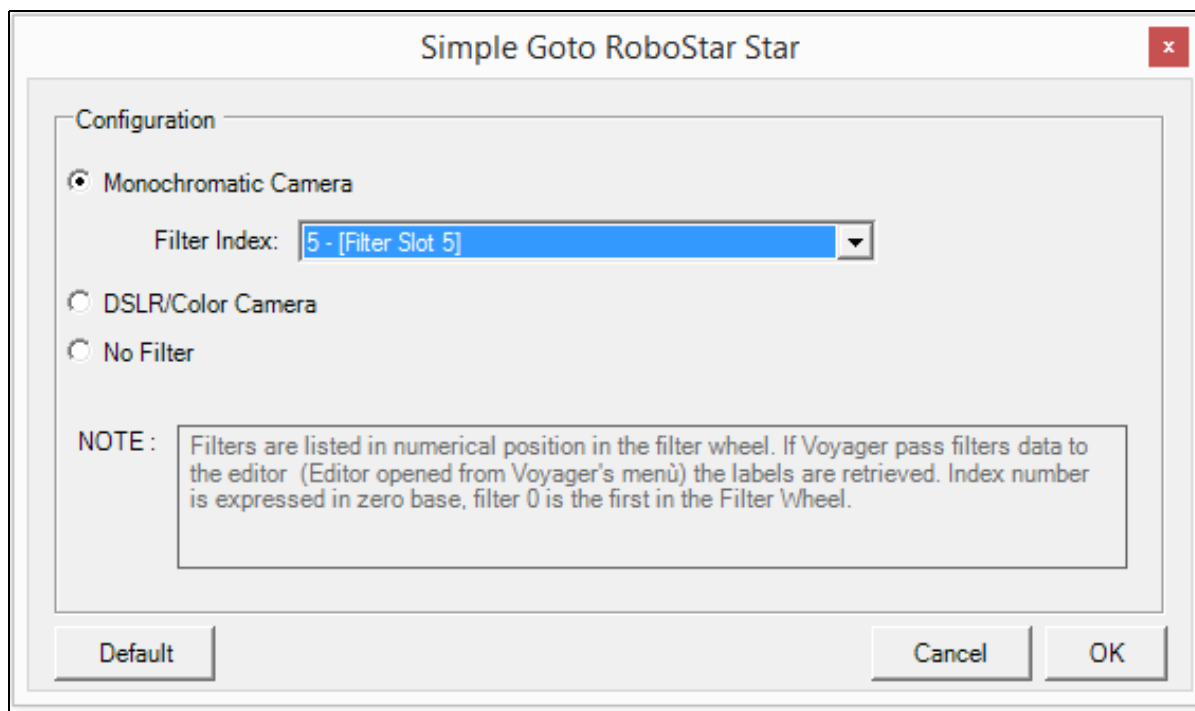 Simple Goto RoboStar Star
x
Configuration
Monochromatic Camera
Filter Index: 5 - [Filter Slot 5]
DSLR/Color Camera
No Filter
NOTE : Filters are listed in numerical position in the filter wheel. If Voyager pass filters data to
the editor (Editor opened from Voyager's menù) the labels are retrieved. Index number
is expressed in zero base, filter 0 is the first in the Filter Wheel.
Default Cancel OK